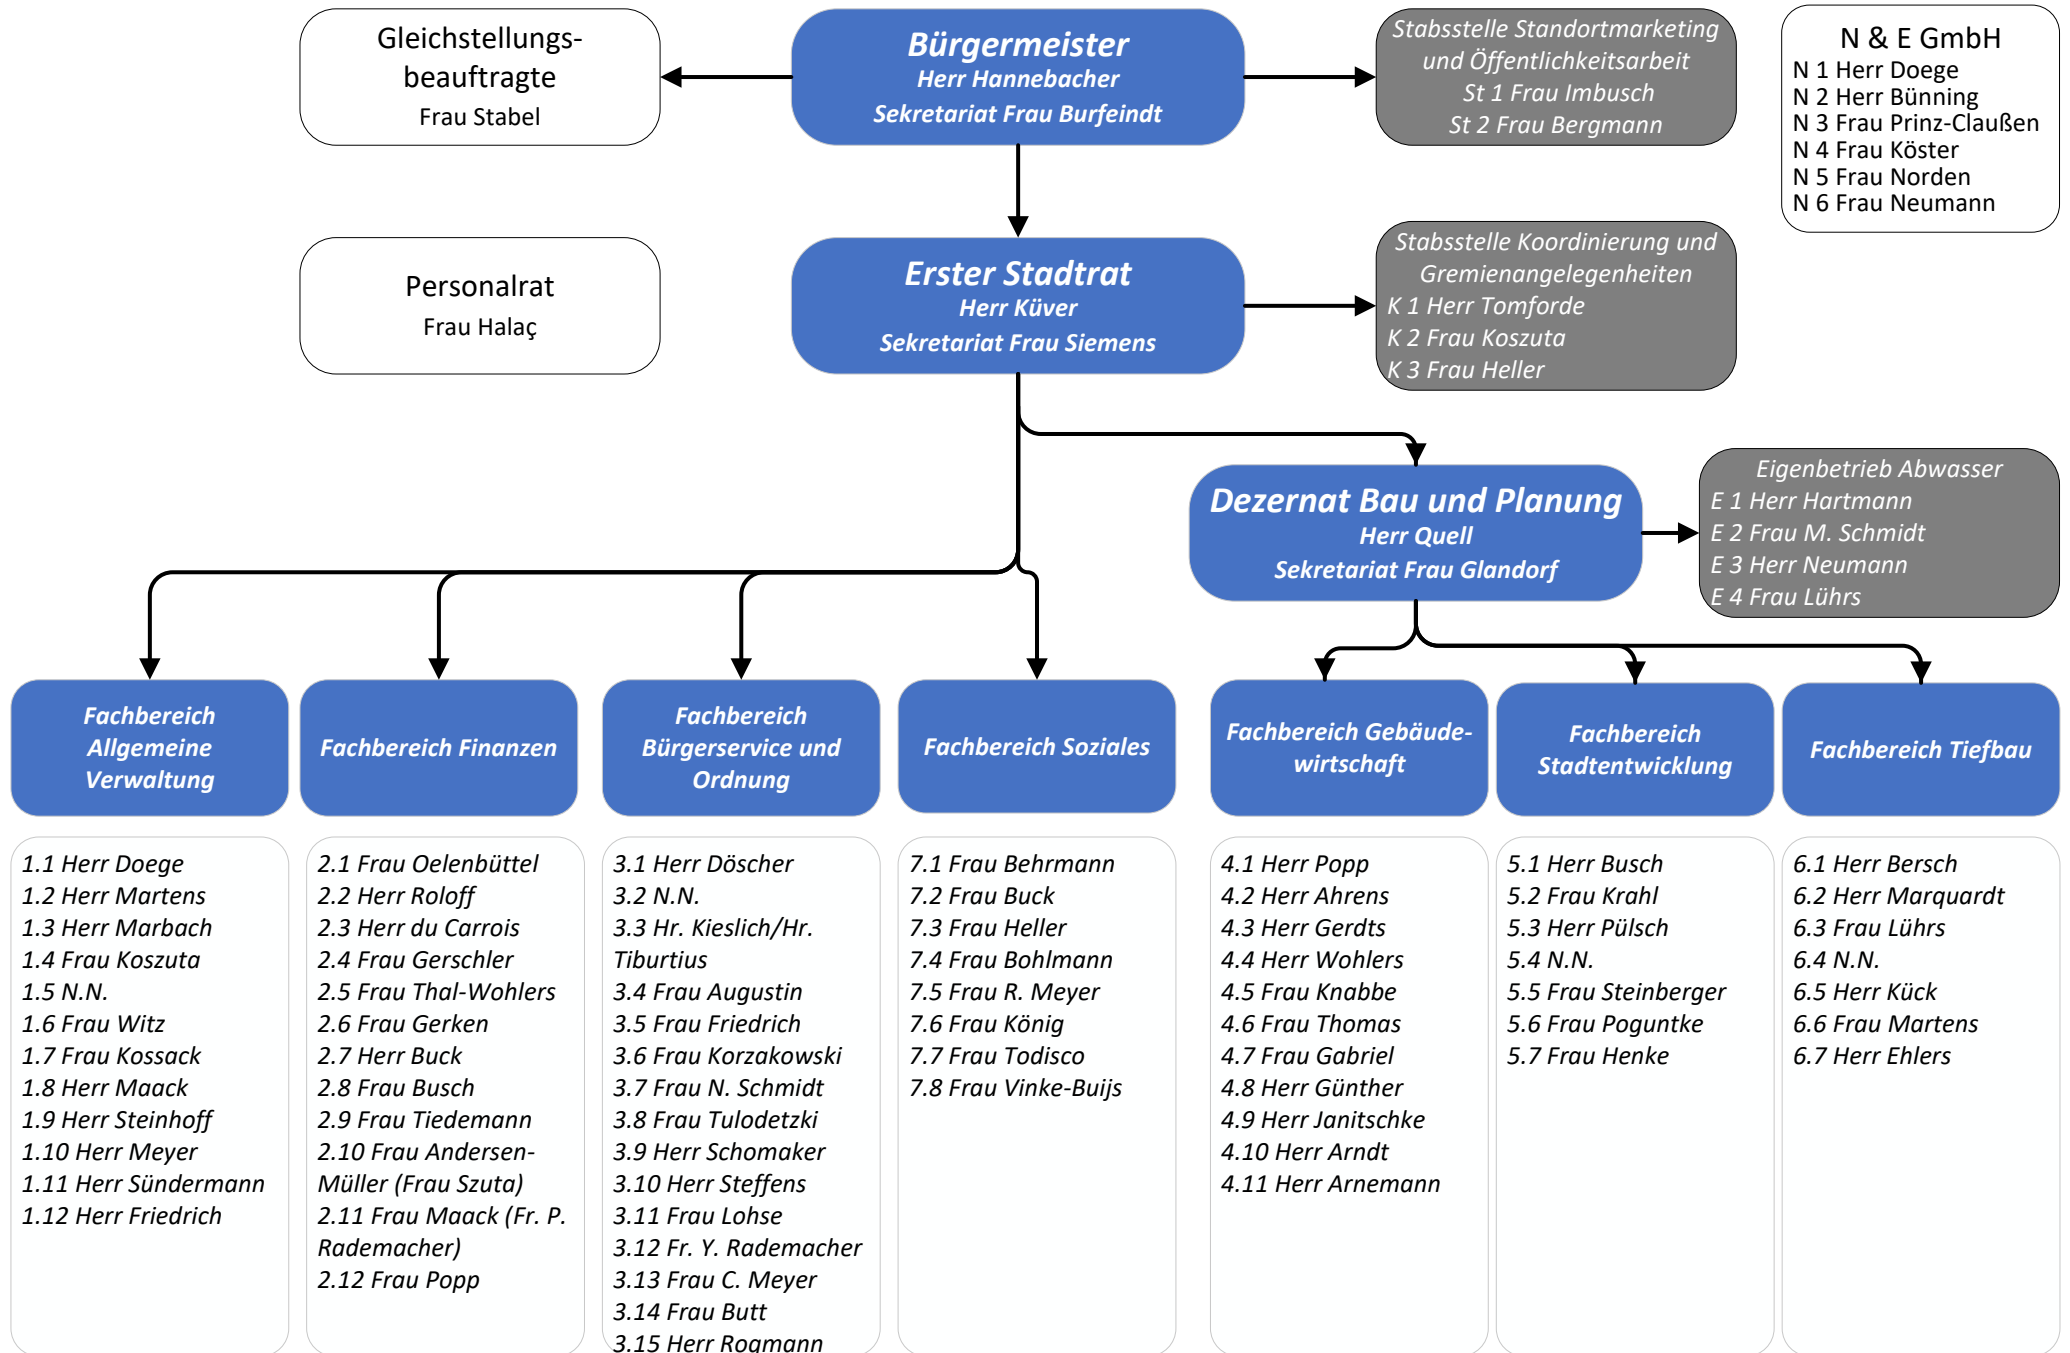 Gleichstellungs-
beauftragte
Frau Stabel
Bürgermeister
Herr Hannebacher
Sekretariat Frau Burfeindt
Stabsstelle Standortmarketing
und Öffentlichkeitsarbeit
St 1 Frau Imbusch
St 2 Frau Bergmann
N & E GmbH
N 1 Herr Doege
N 2 Herr Bünning
N 3 Frau Prinz-Claußen
N 4 Frau Köster
N 5 Frau Norden
N 6 Frau Neumann
Personalrat
Frau Halaç
Erster Stadtrat
Herr Küver
Sekretariat Frau Siemens
Stabsstelle Koordinierung und
Gremienangelegenheiten
K 1 Herr Tomforde
K 2 Frau Koszuta
K 3 Frau Heller
Dezernat Bau und Planung
Herr Quell
Sekretariat Frau Glandorf
Eigenbetrieb Abwasser
E 1 Herr Hartmann
E 2 Frau M. Schmidt
E 3 Herr Neumann
E 4 Frau Lührs
Fachbereich
Allgemeine
Verwaltung
Fachbereich Finanzen
Fachbereich
Bürgerservice und
Ordnung
Fachbereich Soziales
Fachbereich Gebäude-
wirtschaft
Fachbereich
Stadtentwicklung
Fachbereich Tiefbau
1.1 Herr Doege
1.2 Herr Martens
1.3 Herr Marbach
1.4 Frau Koszuta
1.5 N.N.
1.6 Frau Witz
1.7 Frau Kossack
1.8 Herr Maack
1.9 Herr Steinhoff
1.10 Herr Meyer
1.11 Herr Sündermann
1.12 Herr Friedrich
2.1 Frau Oelenbüttel
2.2 Herr Roloff
2.3 Herr du Carrois
2.4 Frau Gerschler
2.5 Frau Thal-Wohlers
2.6 Frau Gerken
2.7 Herr Buck
2.8 Frau Busch
2.9 Frau Tiedemann
2.10 Frau Andersen-
Müller (Frau Szuta)
2.11 Frau Maack (Fr. P.
Rademacher)
2.12 Frau Popp
3.1 Herr Döscher
3.2 N.N.
3.3 Hr. Kieslich/Hr.
Tiburtius
3.4 Frau Augustin
3.5 Frau Friedrich
3.6 Frau Korzakowski
3.7 Frau N. Schmidt
3.8 Frau Tulodetzki
3.9 Herr Schomaker
3.10 Herr Steffens
3.11 Frau Lohse
3.12 Fr. Y. Rademacher
3.13 Frau C. Meyer
3.14 Frau Butt
3.15 Herr Rogmann
7.1 Frau Behrmann
7.2 Frau Buck
7.3 Frau Heller
7.4 Frau Bohlmann
7.5 Frau R. Meyer
7.6 Frau König
7.7 Frau Todisco
7.8 Frau Vinke-Buijs
4.1 Herr Popp
4.2 Herr Ahrens
4.3 Herr Gerdts
4.4 Herr Wohlers
4.5 Frau Knabbe
4.6 Frau Thomas
4.7 Frau Gabriel
4.8 Herr Günther
4.9 Herr Janitschke
4.10 Herr Arndt
4.11 Herr Arnemann
5.1 Herr Busch
5.2 Frau Krahl
5.3 Herr Pülsch
5.4 N.N.
5.5 Frau Steinberger
5.6 Frau Poguntke
5.7 Frau Henke
6.1 Herr Bersch
6.2 Herr Marquardt
6.3 Frau Lührs
6.4 N.N.
6.5 Herr Kück
6.6 Frau Martens
6.7 Herr Ehlers